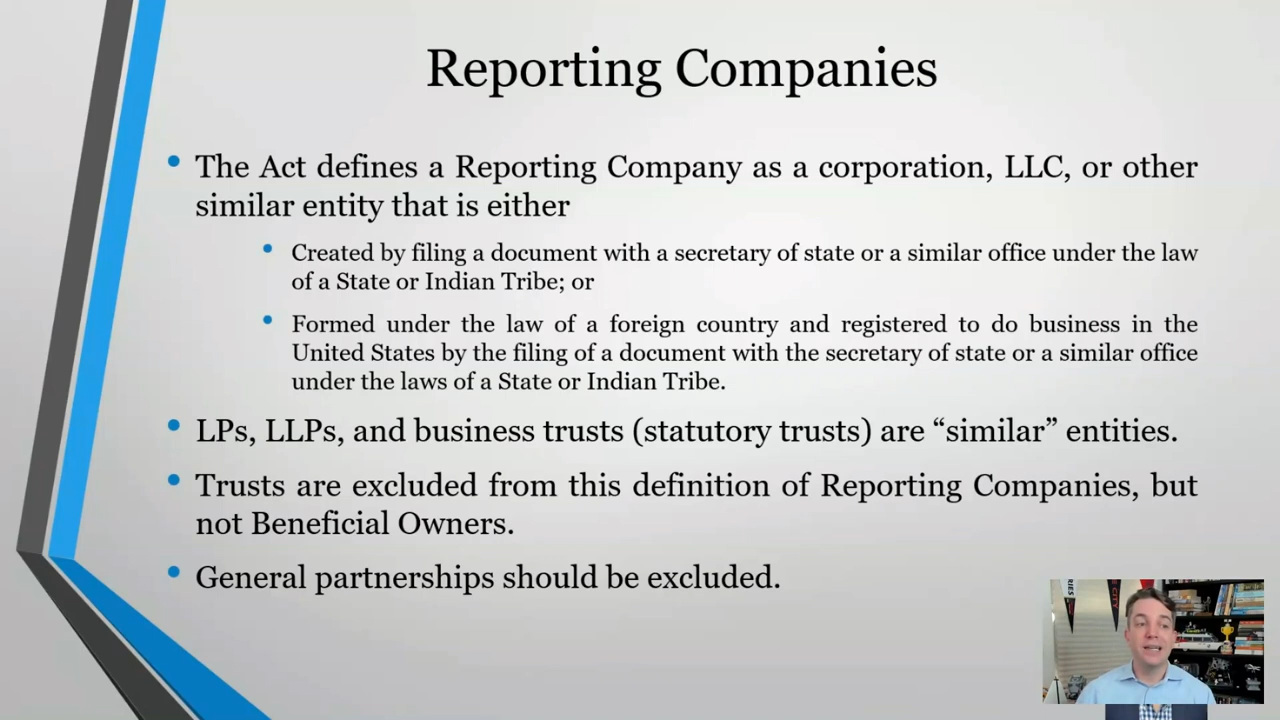 Reporting Companies
The Act defines a Reporting Company as a corporation, LLC, or other
similar entity that is either
Created by filing a document with a secretary of state or a similar office under the law
of a State or Indian Tribe; or
Formed under the law of a foreign country and registered to do business in the
United States by the filing of a document with the secretary of state or a similar office
under the laws of a State or Indian Tribe.
LPs, LLPs, and business trusts (statutory trusts) are “similar” entities.
Trusts are excluded from this definition of Reporting Companies, but
not Beneficial Owners.
General partnerships should be excluded.
CITY